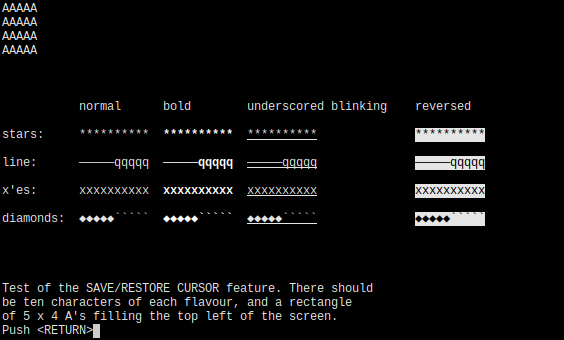 AAAAA
AAAAA
AAAAA
AAAAA
normal bold underscored blinking reversed
stars: ********** ********** ********** **********
line: ─────qqqqq ─────qqqqq ─────qqqqq ─────qqqqq
x'es: xxxxxxxxxx xxxxxxxxxx xxxxxxxxxx xxxxxxxxxx
diamonds: ◆◆◆◆◆````` ◆◆◆◆◆````` ◆◆◆◆◆````` ◆◆◆◆◆`````
Test of the SAVE/RESTORE CURSOR feature. There should
be ten characters of each flavour, and a rectangle
of 5 x 4 A's filling the top left of the screen.
Push <RETURN>